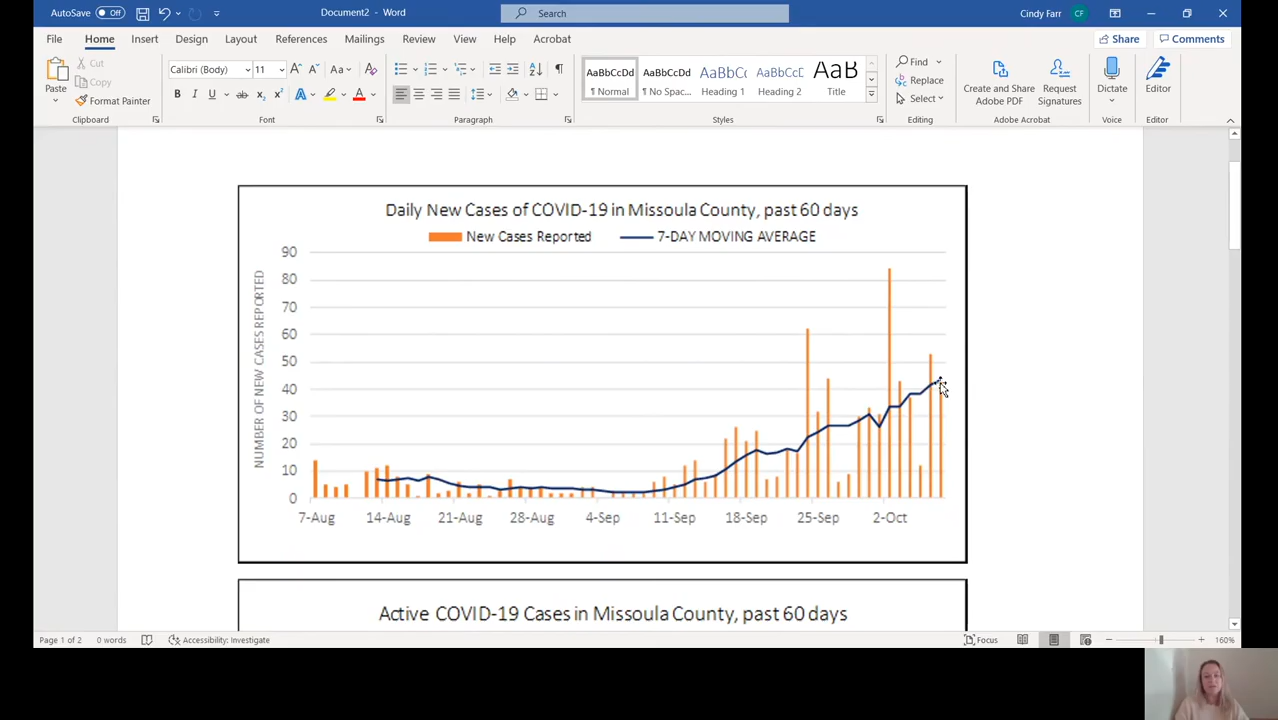 AutoSave Off Document2 - Word Search Cindy Farr CF
File Home Insert Design Layout References Mailings Review View Help Acrobat Share Comments
Paste Cut Copy Format Painter
Calibri (Body) 11
AaBbCcDd AaBbCcDd AaBbCc AaBbCcD AaB
¶ Normal ¶ No Spac... Heading 1 Heading 2 Title
Find Replace Select
Create and Share Adobe PDF Request Signatures Dictate Editor
Clipboard Font Paragraph Styles Editing Adobe Acrobat Voice Editor
Daily New Cases of COVID-19 in Missoula County, past 60 days
New Cases Reported 7-DAY MOVING AVERAGE
NUMBER OF NEW CASES REPORTED
90
80
70
60
50
40
30
20
10
0
7-Aug 14-Aug 21-Aug 28-Aug 4-Sep 11-Sep 18-Sep 25-Sep 2-Oct
Active COVID-19 Cases in Missoula County, past 60 days
Page 1 of 2 0 words Accessibility: Investigate Focus 160%